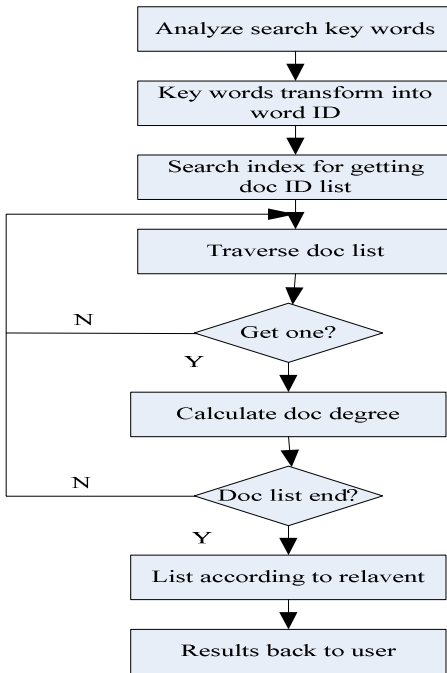 Analyze search key words
Key words transform into
word ID
Search index for getting
doc ID list
Traverse doc list
N
Get one?
Y
Calculate doc degree
N
Doc list end?
Y
List according to relavent
Results back to user